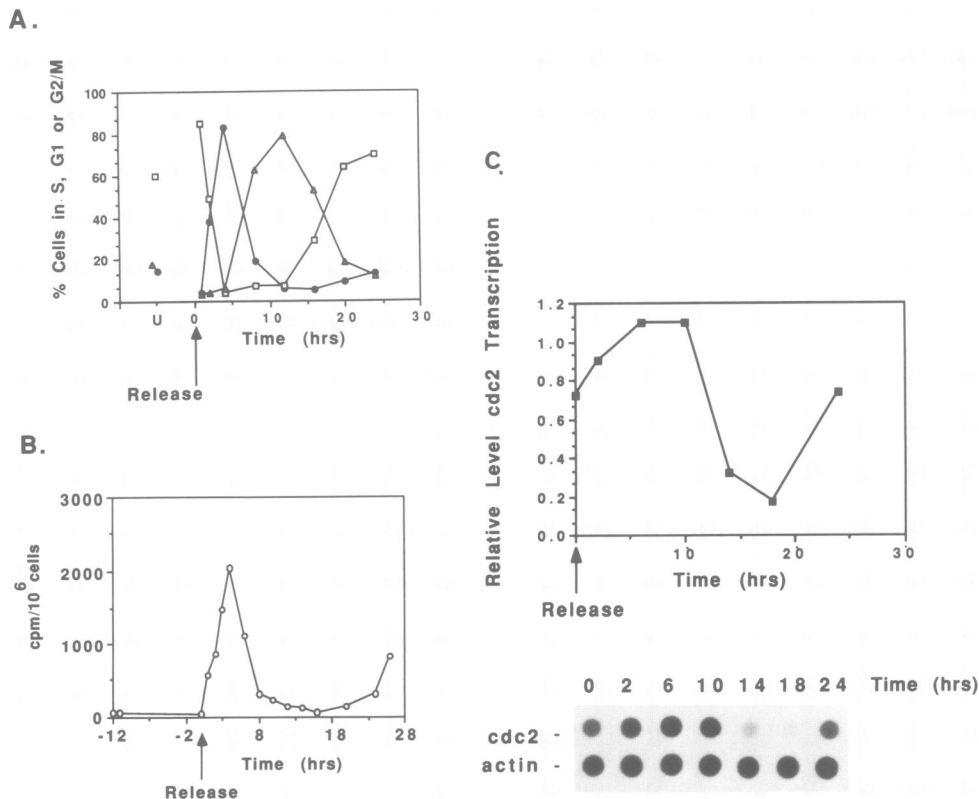 A.
% Cells in S, G1 or G2/M
100
80
60
40
20
0
U
0
10
20
30
Time (hrs)
Release
B.
cpm/10^6 cells
3000
2000
1000
0
-12
-2
8
18
28
Time (hrs)
Release
C.
Relative Level cdc2 Transcription
1.2
1.0
0.8
0.6
0.4
0.2
0.0
10
20
30
Time (hrs)
Release
0 2 6 10 14 18 24 Time (hrs)
cdc2 -
actin -